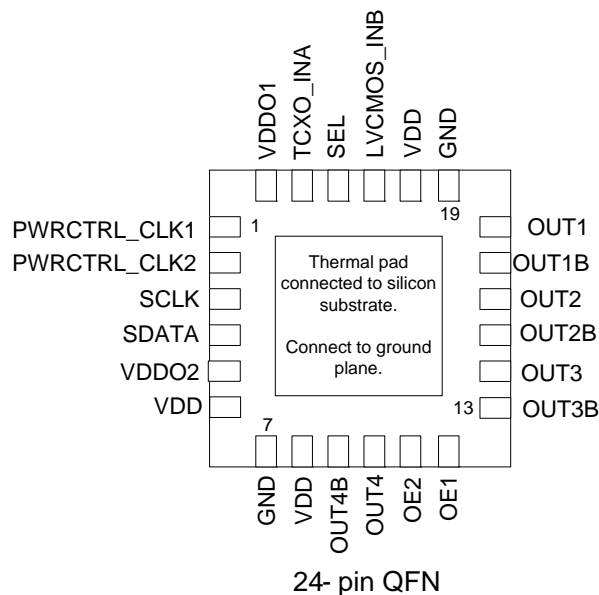 VDDO1
TCXO_INA
SEL
LVCMOS_INB
VDD
GND
19
1
PWRCTRL_CLK1
PWRCTRL_CLK2
SCLK
SDATA
VDDO2
VDD
Thermal pad
connected to silicon
substrate.
Connect to ground
plane.
OUT1
OUT1B
OUT2
OUT2B
OUT3
OUT3B
13
7
GND
VDD
OUT4B
OUT4
OE2
OE1
24- pin QFN